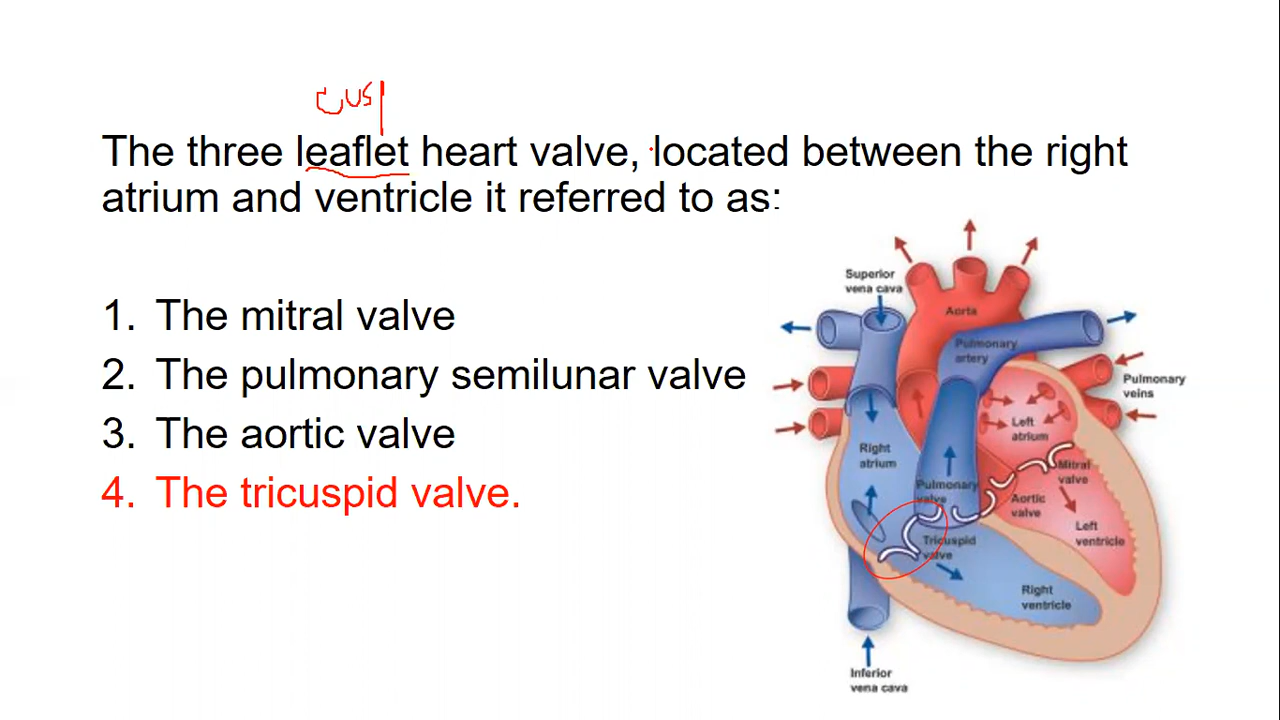 cusp
The three leaflet heart valve, located between the right
atrium and ventricle it referred to as:
1. The mitral valve
2. The pulmonary semilunar valve
3. The aortic valve
4. The tricuspid valve.
Superior
vena cava
Aorta
Pulmonary
artery
Pulmonary
veins
Left
atrium
Right
atrium
Mitral
valve
Pulmonary
valve
Aortic
valve
Left
ventricle
Tricuspid
valve
Right
ventricle
Inferior
vena cava